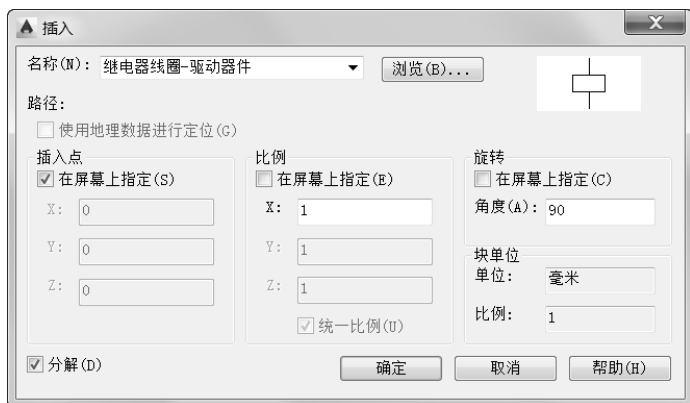 插入
名称(N): 继电器线圈-驱动器件 浏览(B)...
路径:
使用地理数据进行定位(G)
插入点 比例 旋转
在屏幕上指定(S) 在屏幕上指定(E) 在屏幕上指定(C)
X: 0 X: 1 角度(A): 90
Y: 0 Y: 1 块单位
Z: 0 Z: 1 单位: 毫米
统一比例(U) 比例: 1
分解(D) 确定 取消 帮助(H)